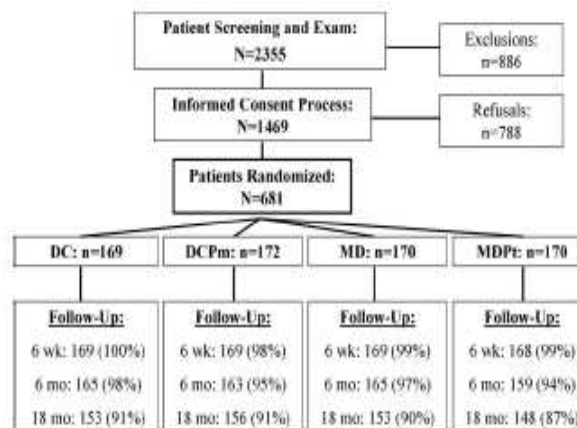 Patient Screening and Exam:
N=2355
Exclusions:
n=886
Informed Consent Process:
N=1469
Refusals:
n=788
Patients Randomized:
N=681
DC: n=169
DCPm: n=172
MD: n=170
MDPt: n=170
Follow-Up:
6 wk: 169 (100%)
6 mo: 165 (98%)
18 mo: 153 (91%)
Follow-Up:
6 wk: 169 (98%)
6 mo: 163 (95%)
18 mo: 156 (91%)
Follow-Up:
6 wk: 169 (99%)
6 mo: 165 (97%)
18 mo: 153 (90%)
Follow-Up:
6 wk: 168 (99%)
6 mo: 159 (94%)
18 mo: 148 (87%)